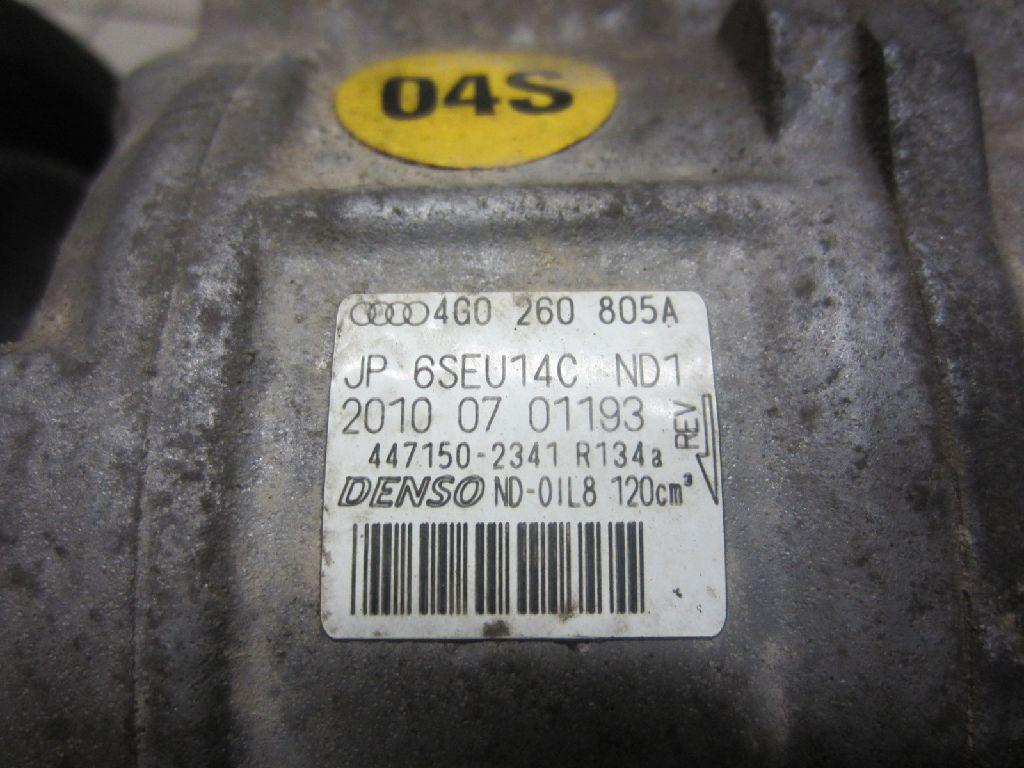 04S
4G0 260 805A
JP 6SEU14C ND1
2010 07 01193
REV
447150-2341 R134a
DENSO ND-OIL8 120cm³